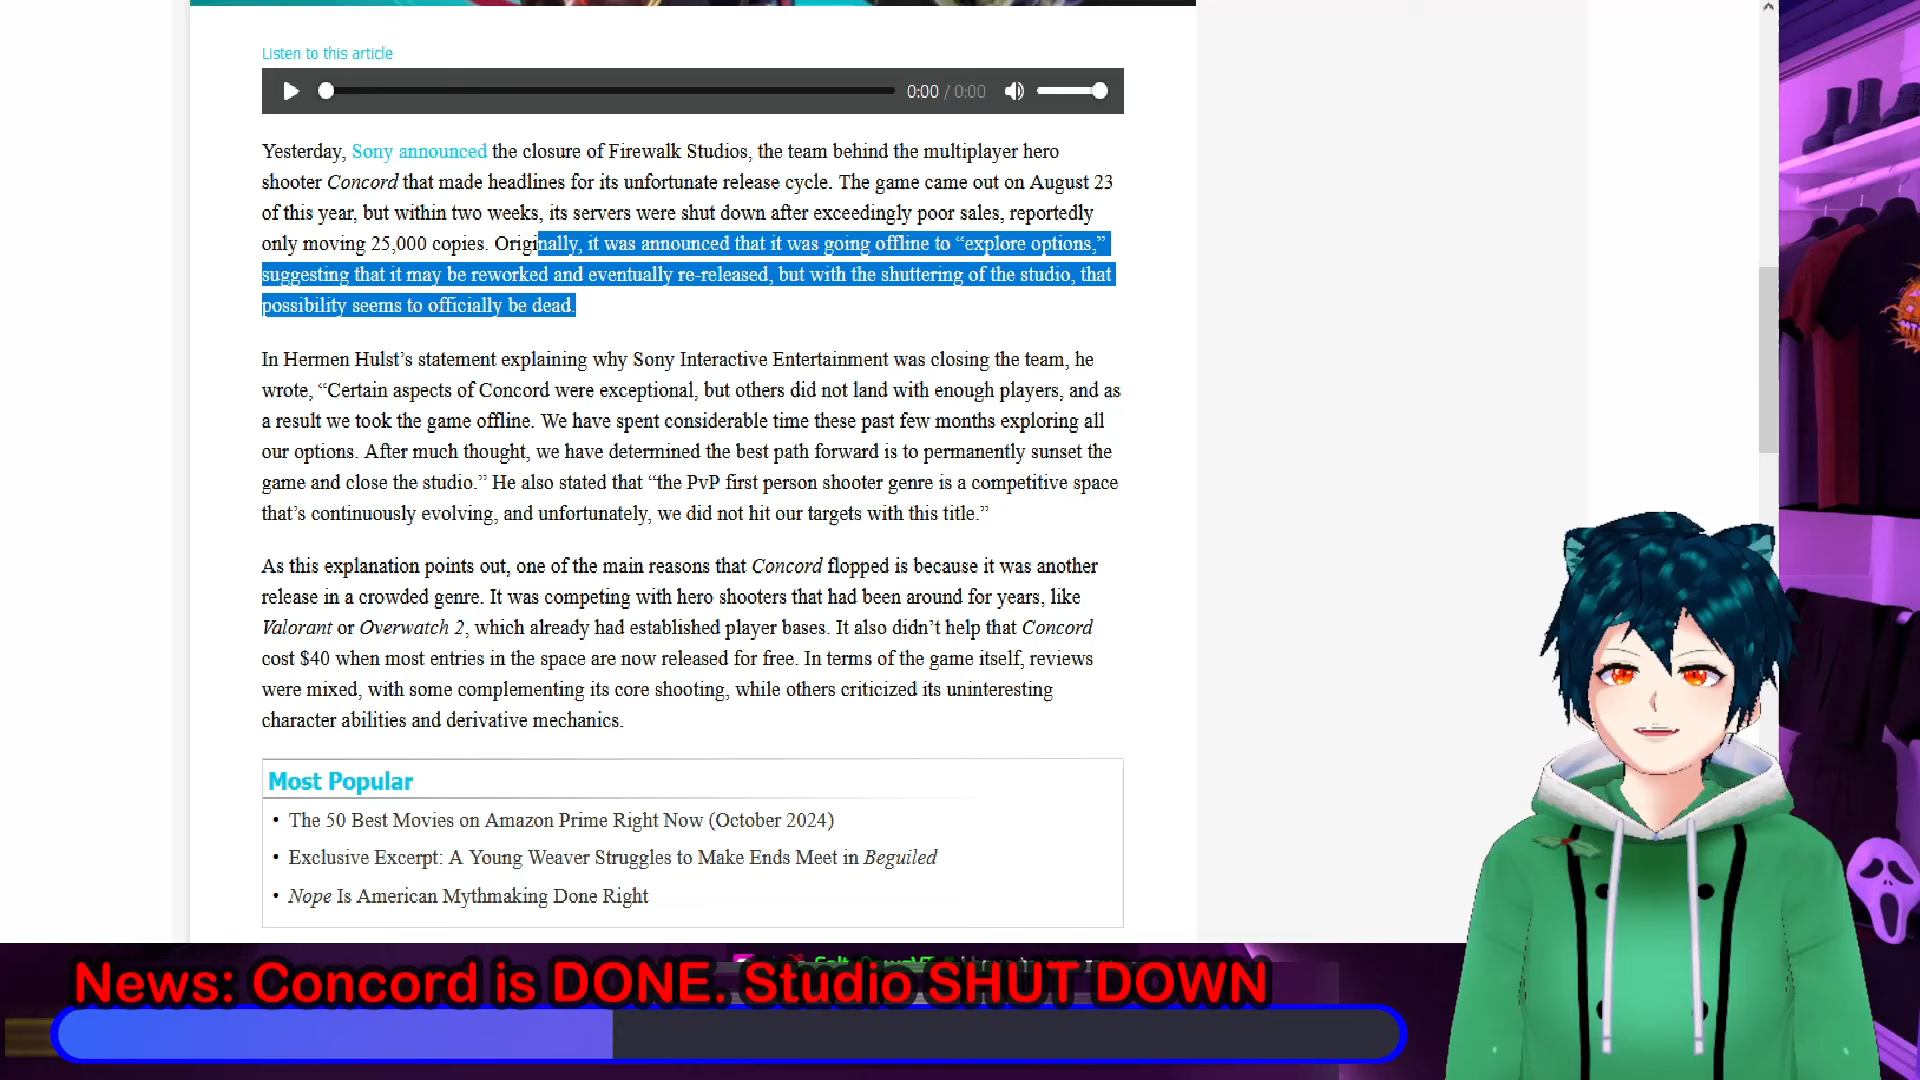 Listen to this article
0:00 / 0:00
Yesterday, Sony announced the closure of Firewalk Studios, the team behind the multiplayer hero
shooter Concord that made headlines for its unfortunate release cycle. The game came out on August 23
of this year, but within two weeks, its servers were shut down after exceedingly poor sales, reportedly
only moving 25,000 copies. Originally, it was announced that it was going offline to “explore options,”
suggesting that it may be reworked and eventually re-released, but with the shuttering of the studio, that
possibility seems to officially be dead.
In Hermen Hulst’s statement explaining why Sony Interactive Entertainment was closing the team, he
wrote, “Certain aspects of Concord were exceptional, but others did not land with enough players, and as
a result we took the game offline. We have spent considerable time these past few months exploring all
our options. After much thought, we have determined the best path forward is to permanently sunset the
game and close the studio.” He also stated that “the PvP first person shooter genre is a competitive space
that’s continuously evolving, and unfortunately, we did not hit our targets with this title.”
As this explanation points out, one of the main reasons that Concord flopped is because it was another
release in a crowded genre. It was competing with hero shooters that had been around for years, like
Valorant or Overwatch 2, which already had established player bases. It also didn’t help that Concord
cost $40 when most entries in the space are now released for free. In terms of the game itself, reviews
were mixed, with some complementing its core shooting, while others criticized its uninteresting
character abilities and derivative mechanics.
Most Popular
• The 50 Best Movies on Amazon Prime Right Now (October 2024)
• Exclusive Excerpt: A Young Weaver Struggles to Make Ends Meet in Beguiled
• Nope Is American Mythmaking Done Right
News: Concord is DONE. Studio SHUT DOWN